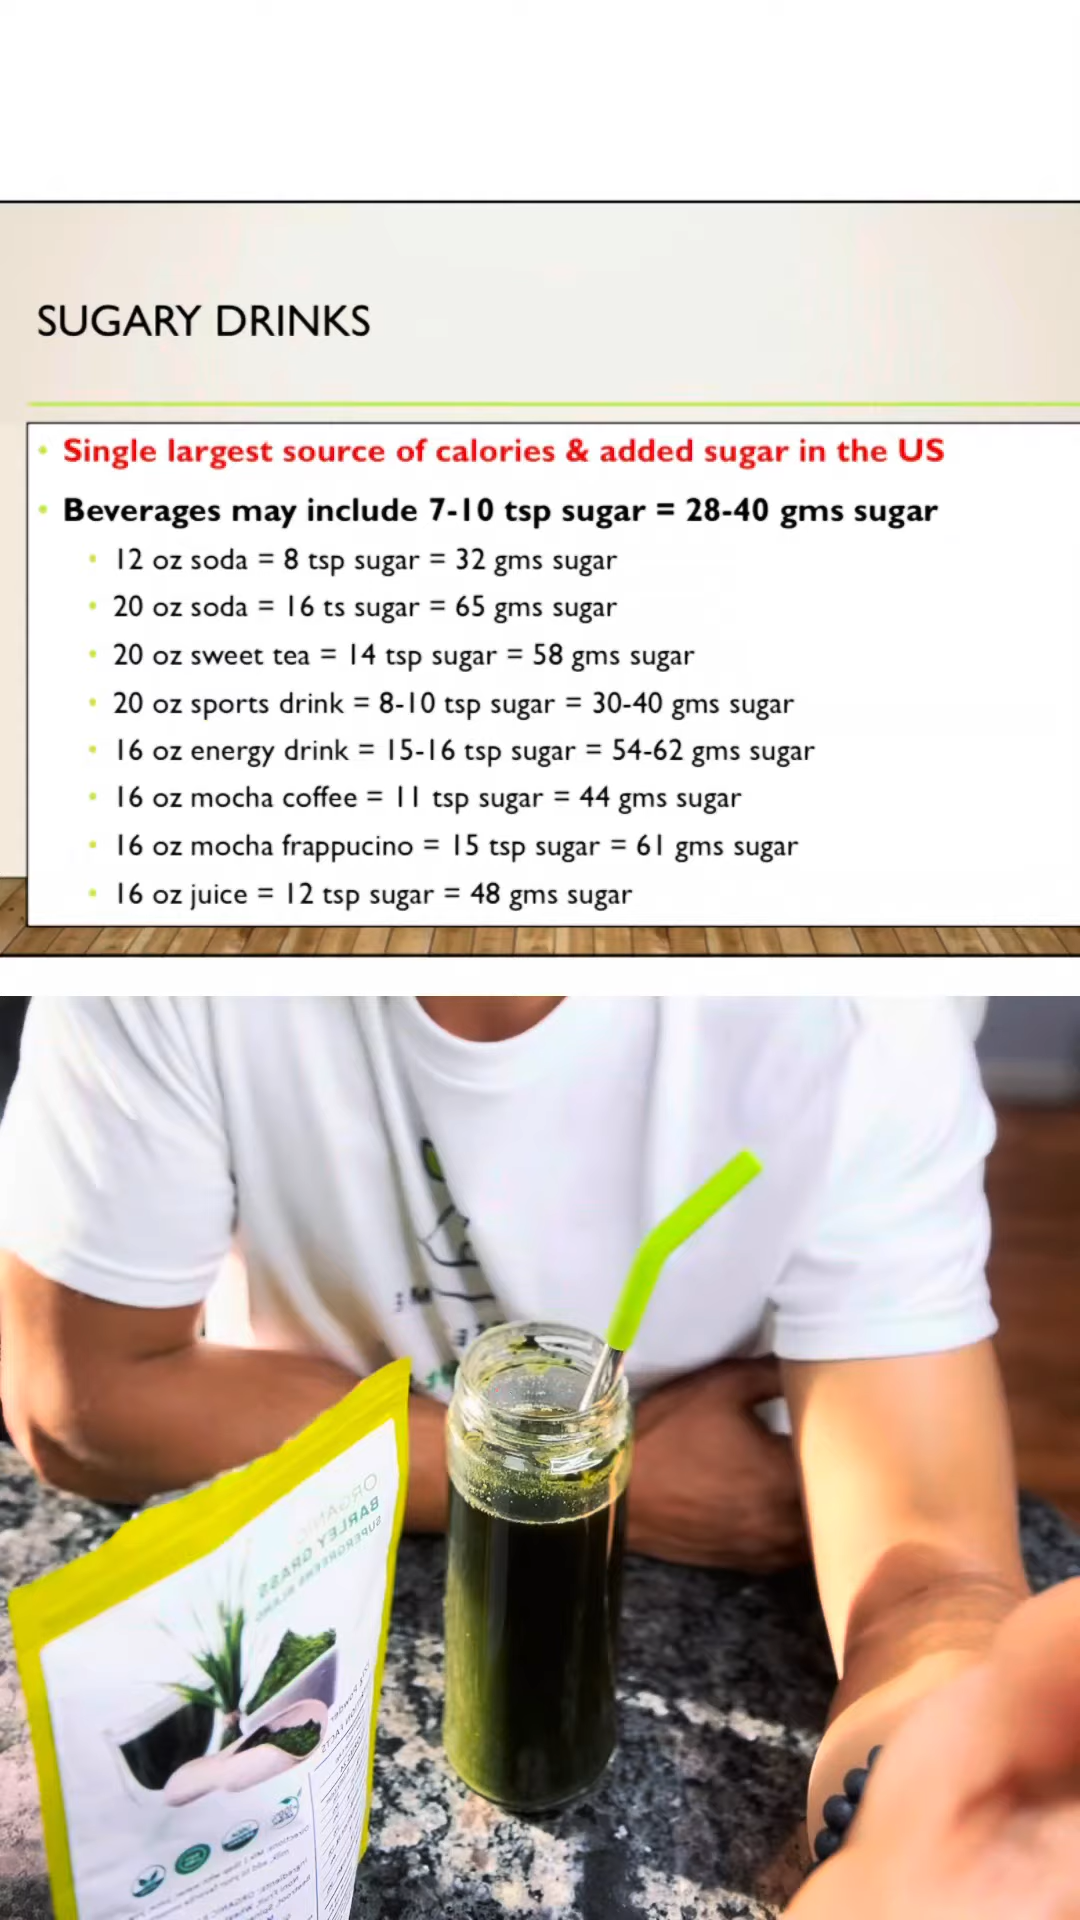 SUGARY DRINKS
• Single largest source of calories & added sugar in the US
• Beverages may include 7-10 tsp sugar = 28-40 gms sugar
• 12 oz soda = 8 tsp sugar = 32 gms sugar
• 20 oz soda = 16 ts sugar = 65 gms sugar
• 20 oz sweet tea = 14 tsp sugar = 58 gms sugar
• 20 oz sports drink = 8-10 tsp sugar = 30-40 gms sugar
• 16 oz energy drink = 15-16 tsp sugar = 54-62 gms sugar
• 16 oz mocha coffee = 11 tsp sugar = 44 gms sugar
• 16 oz mocha frappucino = 15 tsp sugar = 61 gms sugar
• 16 oz juice = 12 tsp sugar = 48 gms sugar
ORGANIC
BARLEY GRASS
SUPERGREENS BLEND